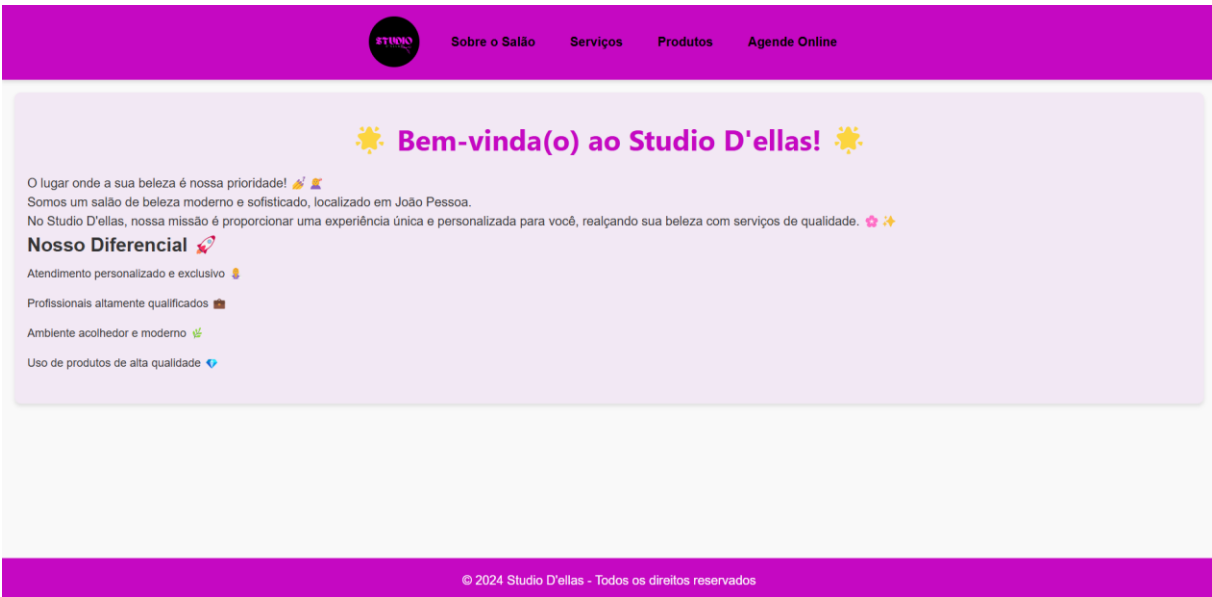 STUDIO
Sobre o Salão Serviços Produtos Agende Online
🌟 Bem-vinda(o) ao Studio D'ellas! 🌟
O lugar onde a sua beleza é nossa prioridade! 💅 💆‍♀️
Somos um salão de beleza moderno e sofisticado, localizado em João Pessoa.
No Studio D'ellas, nossa missão é proporcionar uma experiência única e personalizada para você, realçando sua beleza com serviços de qualidade. 🌸 ✨
Nosso Diferencial 🚀
Atendimento personalizado e exclusivo
Profissionais altamente qualificados 💼
Ambiente acolhedor e moderno 🌿
Uso de produtos de alta qualidade 💎
© 2024 Studio D'ellas - Todos os direitos reservados